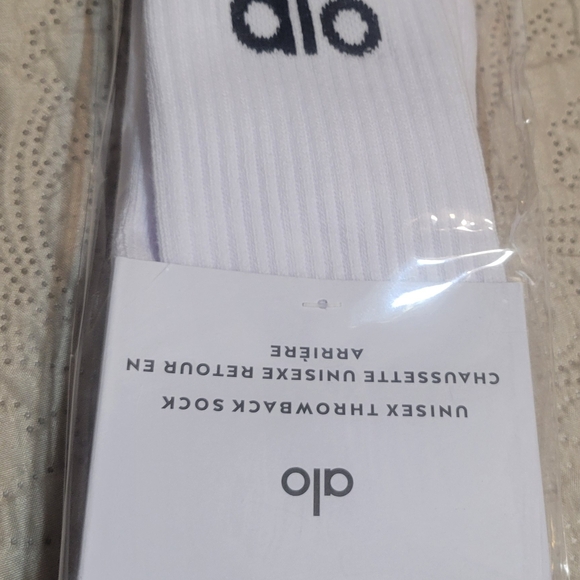 alo
UNISEX THROWBACK SOCK
CHAUSSETTE UNISEXE RETOUR EN
ARRIÈRE
alo